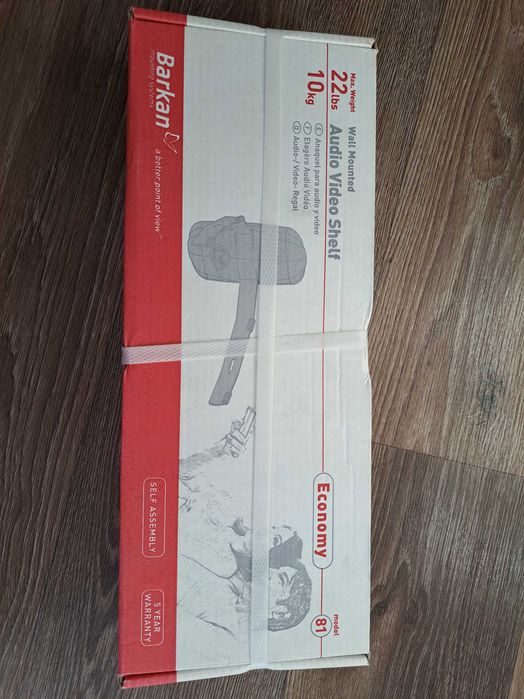 Max. Weight
22lbs
10kg
Wall Mounted
Audio Video Shelf
E Anaquel para audio y video
F Etagère Audio Vidéo
D Audio-/ Video- Regal
Economy
model
81
Barkan
mounting systems
a better point of view™
SELF ASSEMBLY
5 YEAR
WARRANTY